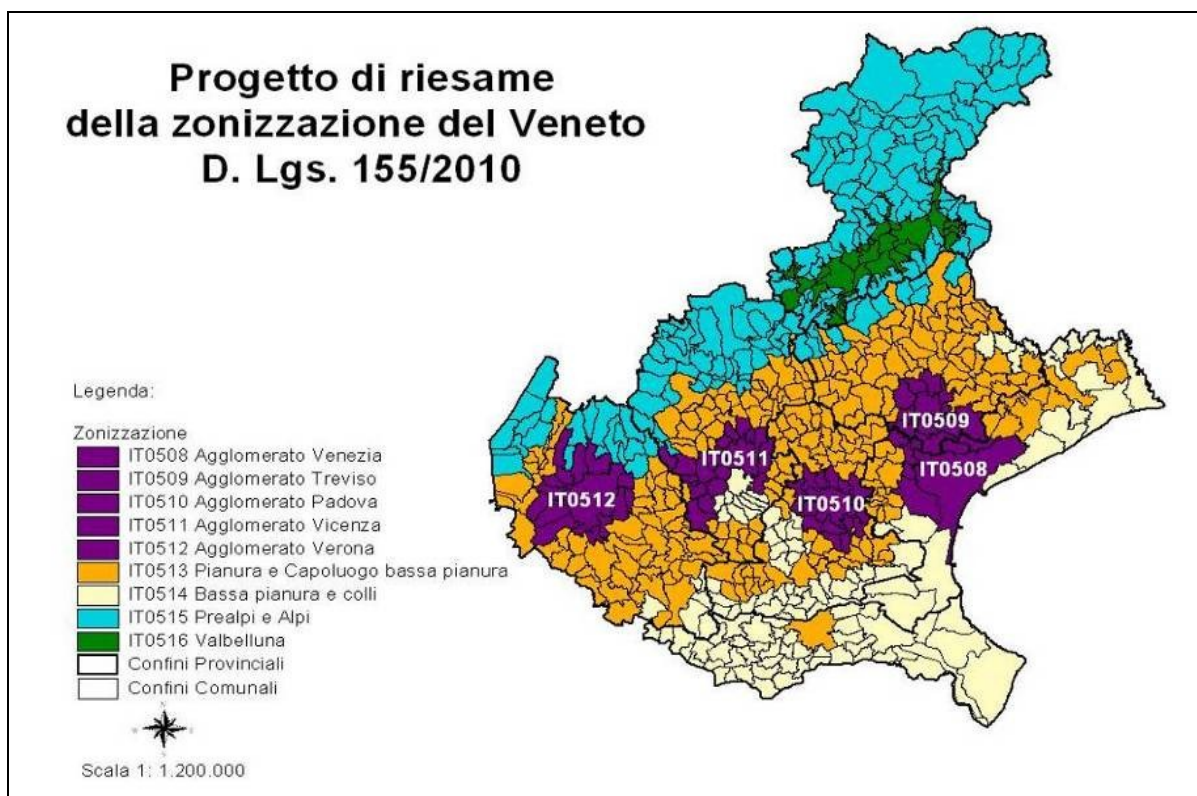 Progetto di riesame
della zonizzazione del Veneto
D. Lgs. 155/2010
Legenda:
Zonizzazione
IT0508 Agglomerato Venezia
IT0509 Agglomerato Treviso
IT0510 Agglomerato Padova
IT0511 Agglomerato Vicenza
IT0512 Agglomerato Verona
IT0513 Pianura e Capoluogo bassa pianura
IT0514 Bassa pianura e colli
IT0515 Prealpi e Alpi
IT0516 Valbelluna
Confini Provinciali
Confini Comunali
Scala 1: 1.200.000
IT0509
IT0508
IT0511
IT0512
IT0510